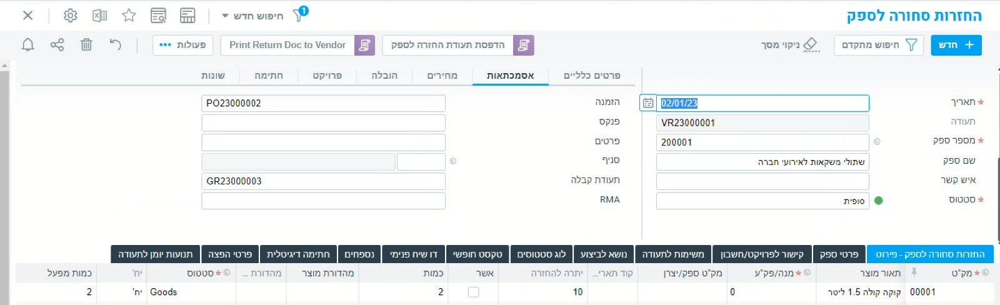 החזרות סחורה לספק
חיפוש חדש
1
חדש
חיפוש מתקדם
ניקוי מסך
הדפסת תעודת החזרה לספק
Print Return Doc to Vendor
פעולות
פרטים כלליים אסמכתאות מחירים הובלה פרויקט חתימה שונות
* תאריך 02/01/23
תעודה VR23000001
* מספר ספק 200001
שם ספק שתולי משקאות לאירועי חברה
איש קשר
* סטטוס סופית
הזמנה PO23000002
פנקס
פרטים
סניף
תעודת קבלה GR23000003
RMA
החזרות סחורה לספק - פירוט פרטי ספק קישור לפרויקט/חשבון משימות לתעודה נושא לביצוע לוג סטטוסים טקסט חופשי דו שיח פנימי נספחים חתימה דיגיטלית פרטי הפצה תנועות יומן לתעודה
* מק"ט תאור מוצר * מנה/פק"ע מק"ט ספק/יצרן קוד תארי... יתרה להחזרה אשר כמות מהדורת מוצר מהדורת ... * סטטוס יח' כמות מפעל
00001 קוקה קולה 1.5 ליטר 0 10 2 Goods יח' 2